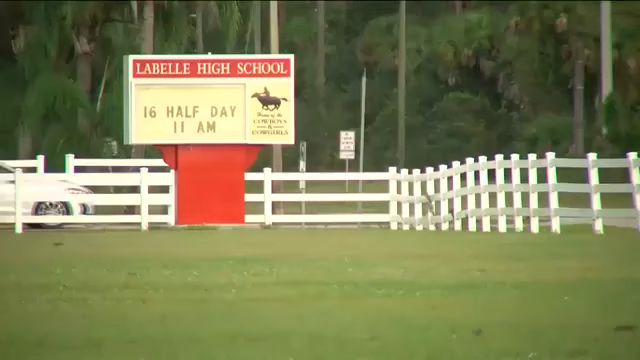 LABELLE HIGH SCHOOL
16 HALF DAY
11 AM
Home of the
COWBOYS
&
COWGIRLS